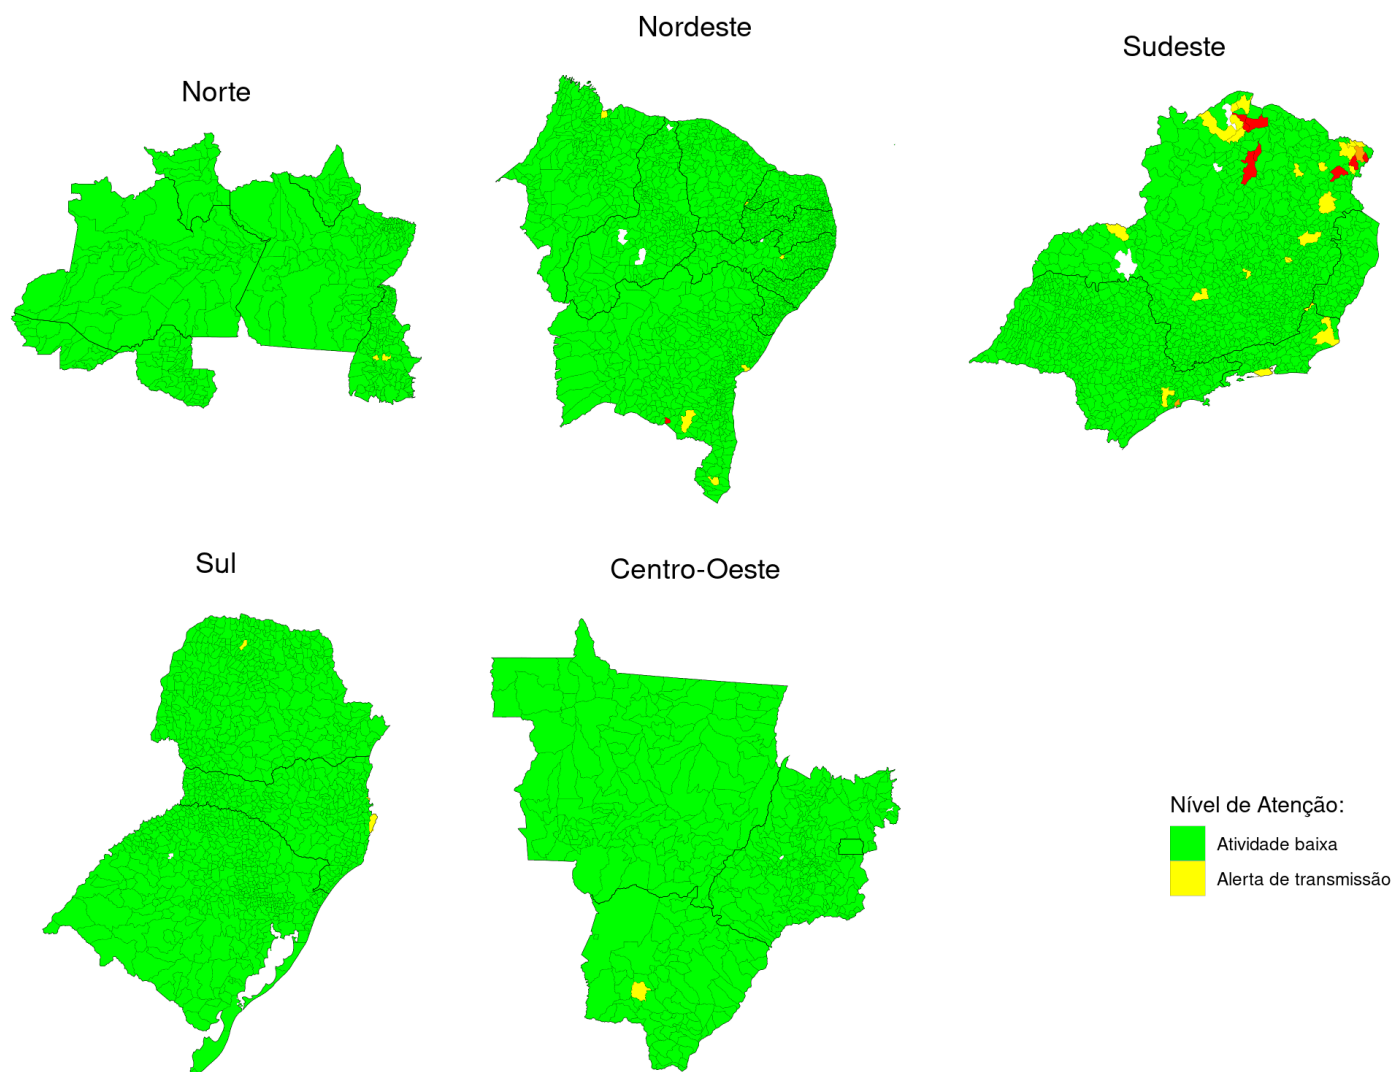 Nordeste
Sudeste
Norte
Sul
Centro-Oeste
Nível de Atenção:
Atividade baixa
Alerta de transmissão